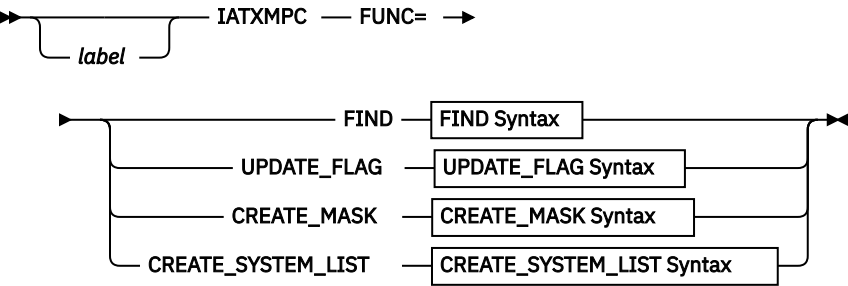 IATXMPC FUNC=
label
FIND FIND Syntax
UPDATE_FLAG UPDATE_FLAG Syntax
CREATE_MASK CREATE_MASK Syntax
CREATE_SYSTEM_LIST CREATE_SYSTEM_LIST Syntax